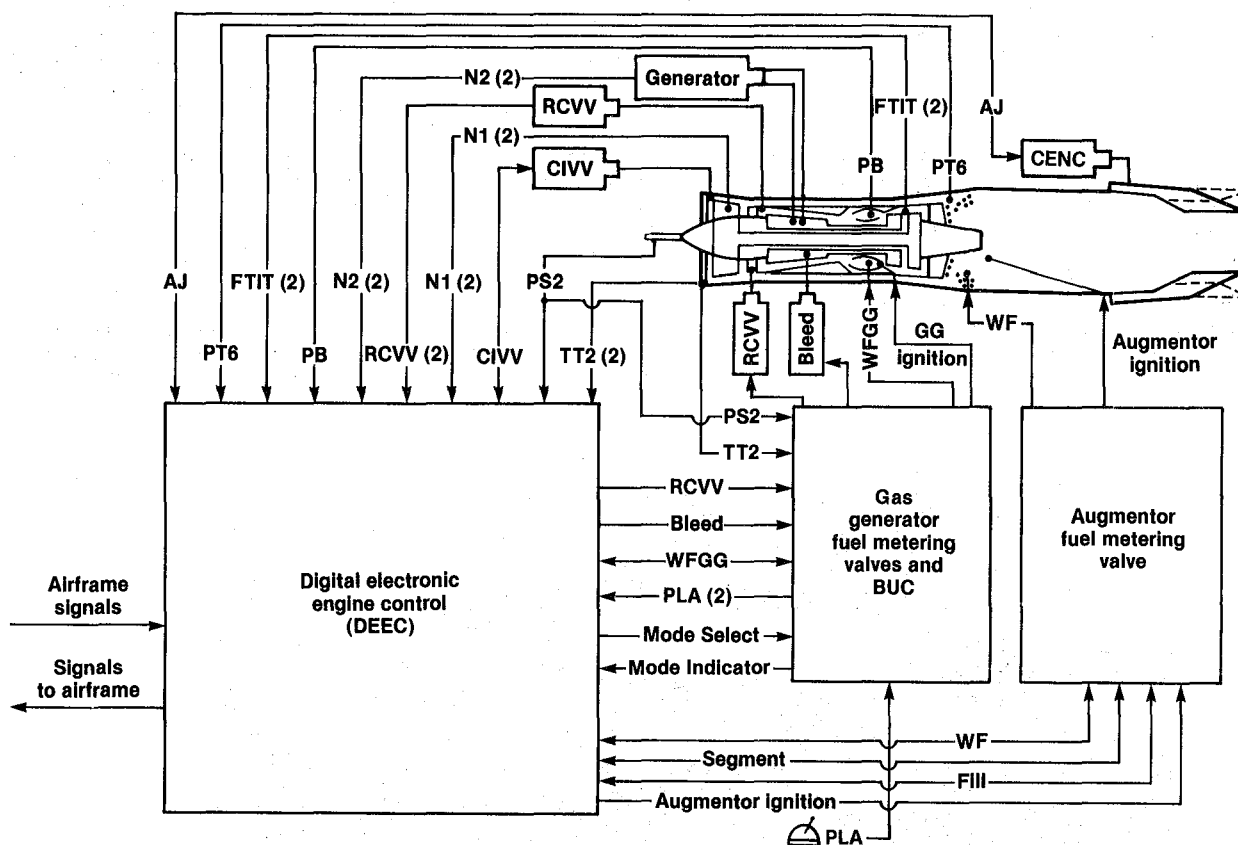 N2 (2)
Generator
RCVV
FTIT (2)
AJ
N1 (2)
CIVV
CENC
PB
PT6
AJ
FTIT (2)
N2 (2)
N1 (2)
PS2
PT6
PB
RCVV (2)
CIVV
TT2 (2)
RCVV
Bleed
WFGG
GG
ignition
WF
Augmentor
ignition
PS2
TT2
RCVV
Bleed
WFGG
PLA (2)
Mode Select
Mode Indicator
Gas
generator
fuel metering
valves and
BUC
Augmentor
fuel metering
valve
Digital electronic
engine control
(DEEC)
Airframe
signals
Signals
to airframe
WF
Segment
Fill
Augmentor ignition
PLA